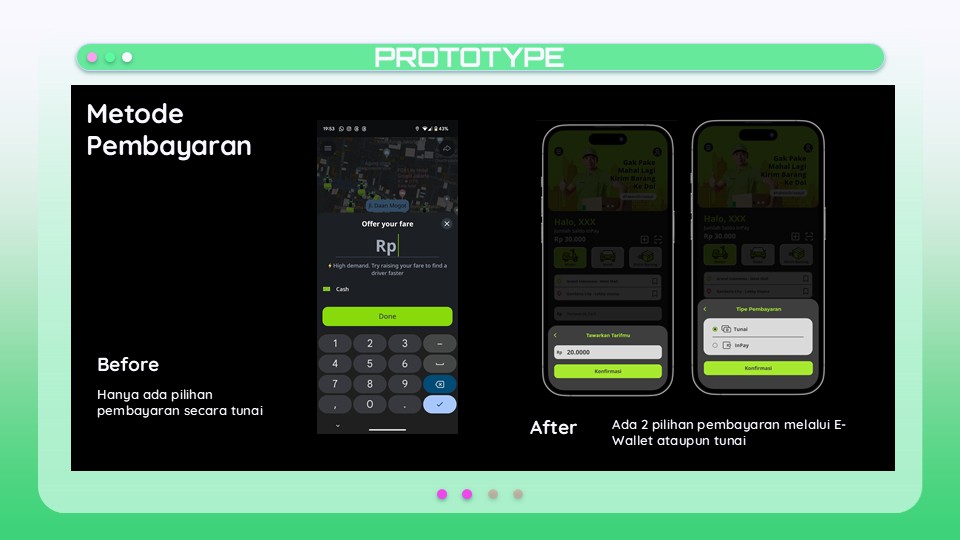 PROTOTYPE
Metode
Pembayaran
Before
Hanya ada pilihan
pembayaran secara tunai
19:53
43%
Dean Mogot
Offer your fare
Rp
High demand. Try raising your fare to find a
driver faster
Cash
Done
1 2 3 –
4 5 6
7 8 9
, 0 .
Gak Pake
Mahal Lagi
Kirim Barang
Ke Doi
Halo, XXX
Rp 30.000
Tawarkan Tarifmu
Rp 20.0000
Konfirmasi
Gak Pake
Mahal Lagi
Kirim Barang
Ke Doi
Halo, XXX
Rp 30.000
Tipe Pembayaran
Tunai
InPay
Konfirmasi
After
Ada 2 pilihan pembayaran melalui E-
Wallet ataupun tunai